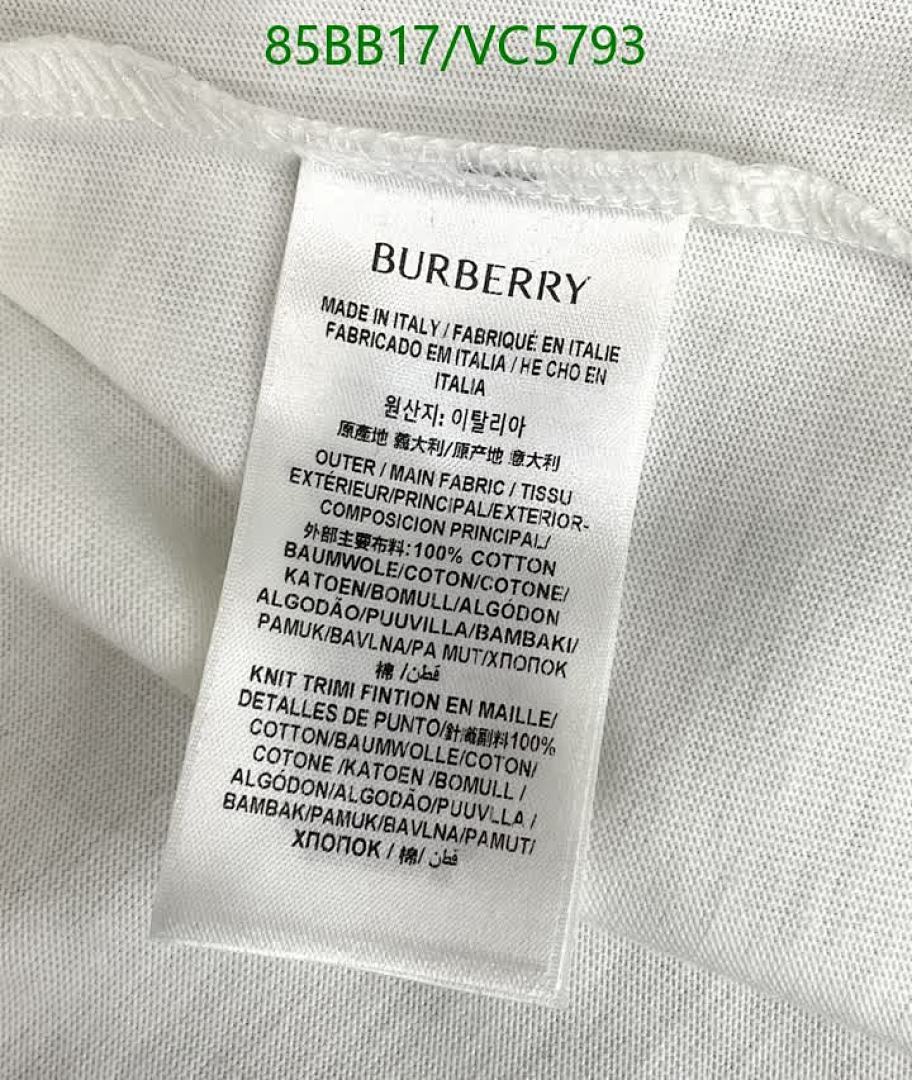 85BB17/VC5793
BURBERRY
MADE IN ITALY / FABRIQUÉ EN ITALIE
FABRICADO EM ITALIA / HE CHO EN
ITALIA
원산지: 이탈리아
原產地 義大利/原产地 意大利
OUTER / MAIN FABRIC / TISSU
EXTÉRIEUR/PRINCIPAL/EXTERIOR-
COMPOSICION PRINCIPAL/
外部主要布料:100% COTTON
BAUMWOLE/COTON/COTONE/
KATOEN/BOMULL/ALGÓDON
ALGODÃO/PUUVILLA/BAMBAKI/
PAMUK/BAVLNA/PA MUT/ХПОПОК
棉 /قطن
KNIT TRIMI FINTION EN MAILLE/
DETALLES DE PUNTO/針織副料100%
COTTON/BAUMWOLLE/COTON/
COTONE /KATOEN /BOMULL /
ALGÓDON/ALGODÃO/PUUVLLA /
BAMBAK/PAMUK/BAVLNA/PAMUT/
ХПОПОК / 棉/ قطن